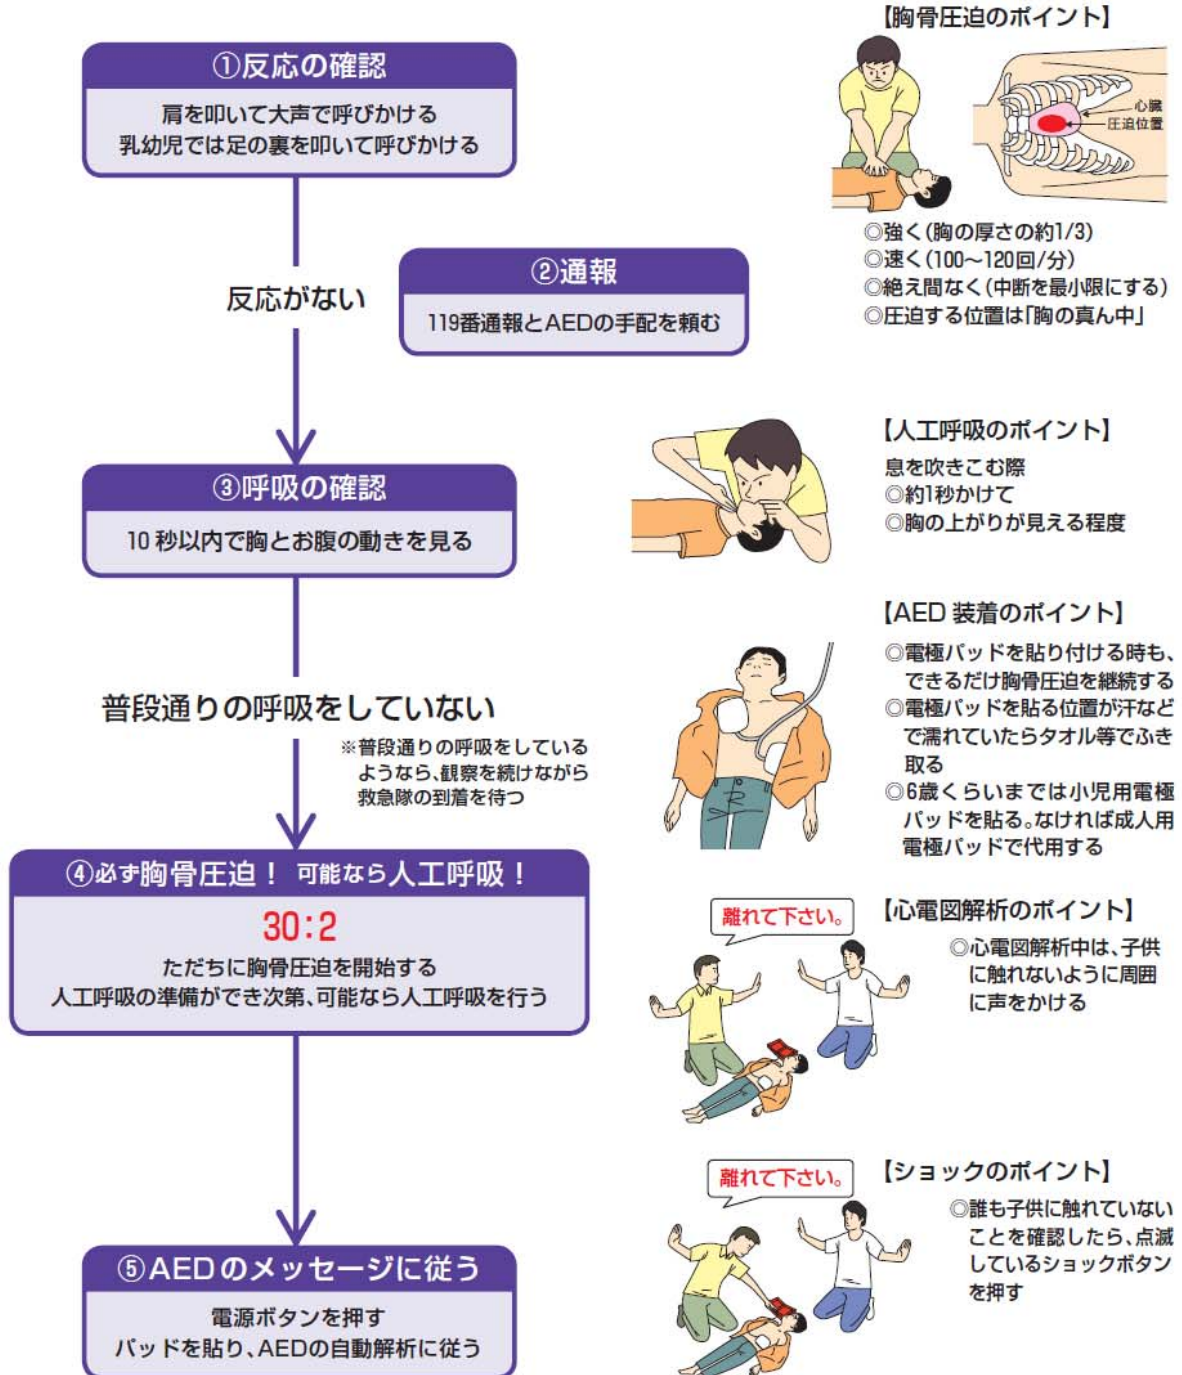 ①反応の確認
肩を叩いて大声で呼びかける
乳幼児では足の裏を叩いて呼びかける
反応がない
②通報
119番通報とAEDの手配を頼む
③呼吸の確認
10秒以内で胸とお腹の動きを見る
普段通りの呼吸をしていない
※普段通りの呼吸をしている
ようなら、観察を続けながら
救急隊の到着を待つ
④必ず胸骨圧迫！ 可能なら人工呼吸！
30：2
ただちに胸骨圧迫を開始する
人工呼吸の準備ができ次第、可能なら人工呼吸を行う
⑤AEDのメッセージに従う
電源ボタンを押す
パッドを貼り、AEDの自動解析に従う
【胸骨圧迫のポイント】
心臓
圧迫位置
◎強く(胸の厚さの約1/3)
◎速く(100～120回/分)
◎絶え間なく(中断を最小限にする)
◎圧迫する位置は「胸の真ん中」
【人工呼吸のポイント】
息を吹きこむ際
◎約1秒かけて
◎胸の上がりが見える程度
【AED 装着のポイント】
◎電極パッドを貼り付ける時も、
できるだけ胸骨圧迫を継続する
◎電極パッドを貼る位置が汗など
で濡れていたらタオル等でふき
取る
◎6歳くらいまでは小児用電極
パッドを貼る。なければ成人用
電極パッドで代用する
離れて下さい。
【心電図解析のポイント】
◎心電図解析中は、子供
に触れないように周囲
に声をかける
離れて下さい。
【ショックのポイント】
◎誰も子供に触れていない
ことを確認したら、点滅
しているショックボタン
を押す